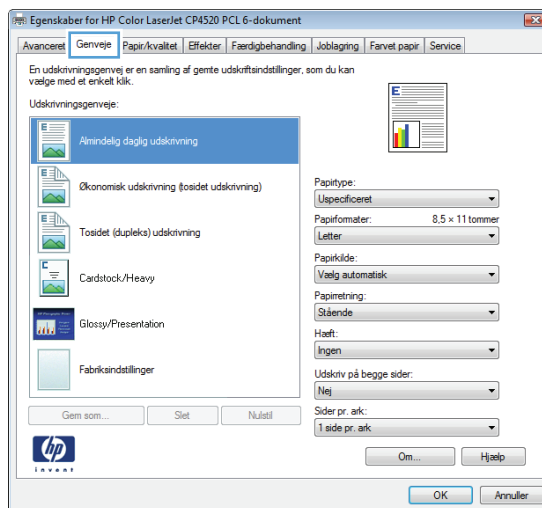 Egenskaber for HP Color LaserJet CP4520 PCL 6-dokument
Avanceret Genveje Papir/kvalitet Effekter Færdigbehandling Joblagring Farvet papir Service
En udskrivningsgenvej er en samling af gemte udskriftsindstillinger, som du kan
vælge med et enkelt klik.
Udskrivningsgenveje:
E
Almindelig daglig udskrivning
Økonomisk udskrivning (tosidet udskrivning)
Tosidet (dupleks) udskrivning
Cardstock/Heavy
Glossy/Presentation
Fabriksindstillinger
Gem som... Slet Nulstil
Papirtype:
Uspecificeret
Papirformater: 8,5 × 11 tommer
Letter
Papirkilde:
Vælg automatisk
Papirretning:
Stående
Hæft:
Ingen
Udskriv på begge sider:
Nej
Sider pr. ark:
1 side pr. ark
hp
invent
Om... Hjælp
OK Annuller